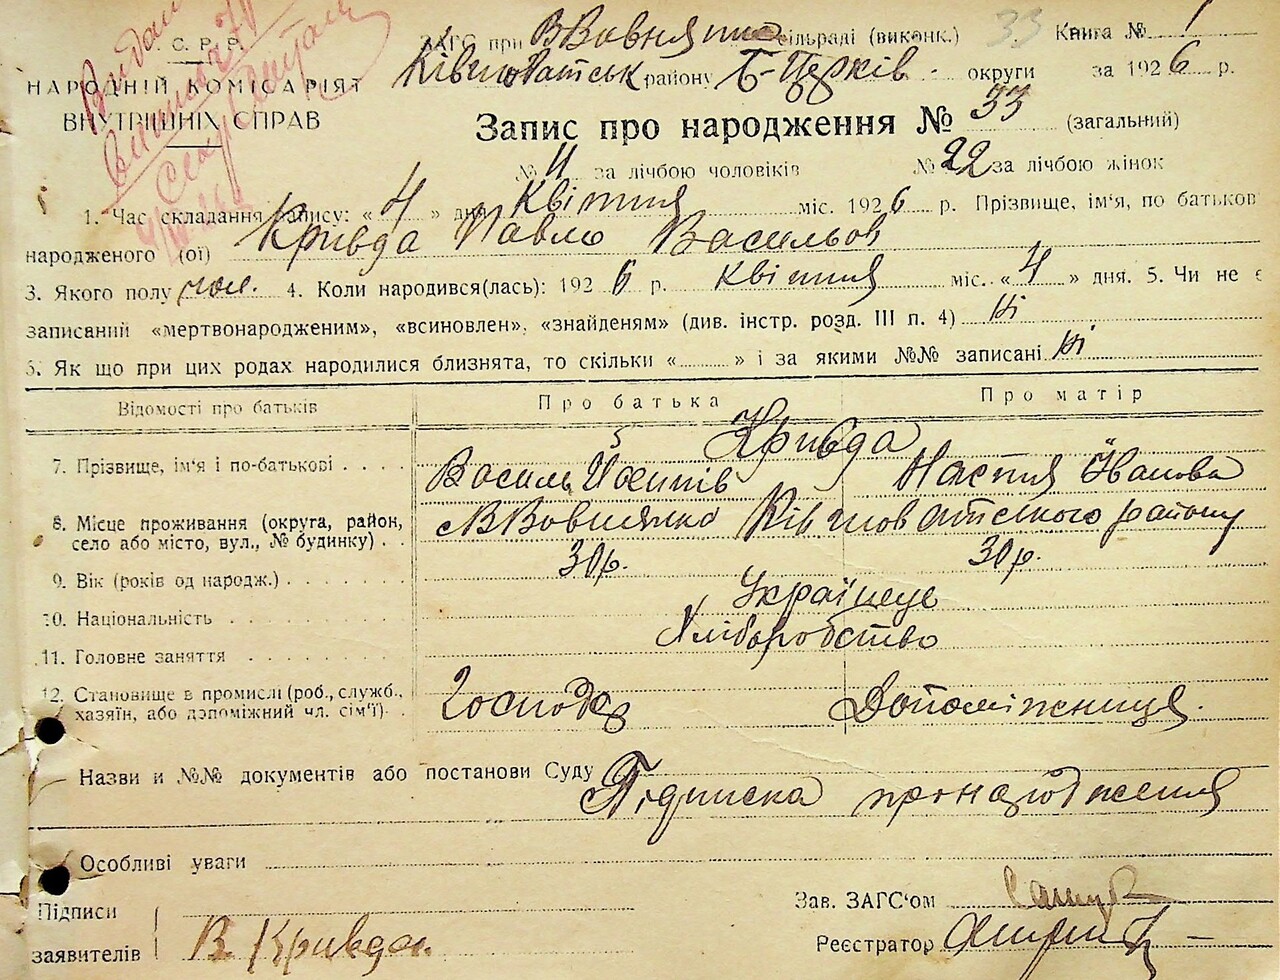 С. Р. Р.
НАРОДНІЙ КОМІСАРІЯТ
ВНУТРІШНІХ СПРАВ
ЗАГС при сільраді (виконк.) 33 Книга № 1
району Б-Церків округи за 1926 р.
Запис про народження № 33 (загальний)
№ 11 за лічбою чоловіків № 22 за лічбою жінок
1. Час складання запису: « 4 » дня Квітня міс. 1926 р. Прізвище, ім'я, по батьков
народженого (ої) Кривда Павло Васильов
3. Якого полу чол. 4. Коли народився(лась): 1926 р. квітня міс. « 4 » дня. 5. Чи не є
записаний «мертвонародженим», «всиновлен», «знайденям» (див. інстр. розд. III п. 4) Ні
6. Як що при цих родах народилися близнята, то скільки «......» і за якими №№ записані Ні
Відомості про батьків Про батька Про матір
Кривда
7. Прізвище, ім'я і по-батькові . . . . Василь Йосипів Настя Іванова
8. Місце проживання (округа, район,
село або місто, вул., № будинку) . . району
9. Вік (років од народж.) . . . . . . . 30р. 30р.
10. Національність . . . . . . . . . Українець
11. Головне заняття . . . . . . . . Хліборобство
12. Становище в промислі (роб., служб.,
хазяїн, або допоміжний чл. сім'ї) . Господар Допоміжниця.
Назви и №№ документів або постанови Суду Підписка про народження
Особливі уваги
Підписи
заявителів В. Кривда
Зав. ЗАГС'ом
Реєстратор